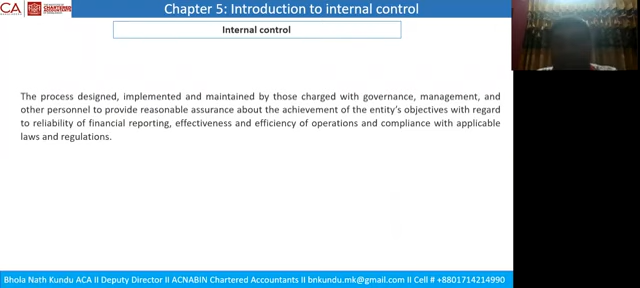 CA
CHARTERED
Chapter 5: Introduction to internal control
Internal control
The process designed, implemented and maintained by those charged with governance, management, and
other personnel to provide reasonable assurance about the achievement of the entity's objectives with regard
to reliability of financial reporting, effectiveness and efficiency of operations and compliance with applicable
laws and regulations.
Bhola Nath Kundu ACA II Deputy Director II ACNABIN Chartered Accountants II bnkundu.mk@gmail.com II Cell # +8801714214990